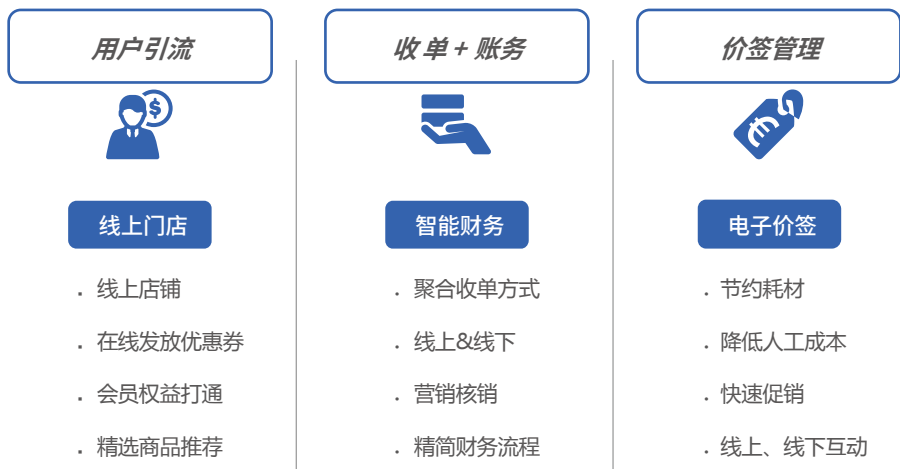 用户引流
收单 + 账务
价签管理
线上门店
智能财务
电子价签
. 线上店铺
. 在线发放优惠券
. 会员权益打通
. 精选商品推荐
. 聚合收单方式
. 线上&线下
. 营销核销
. 精简财务流程
. 节约耗材
. 降低人工成本
. 快速促销
. 线上、线下互动